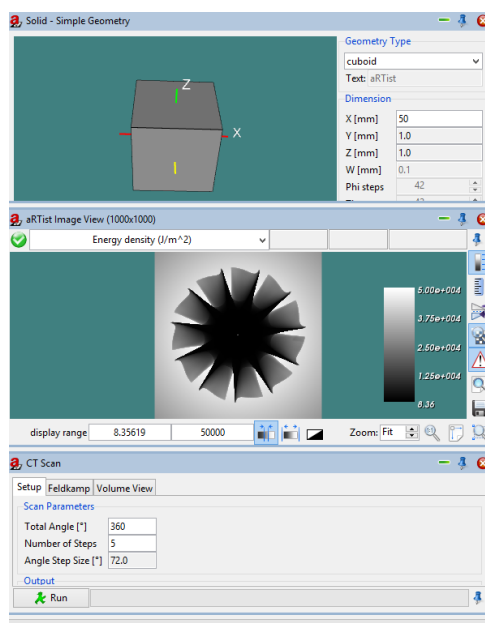 Solid - Simple Geometry
Geometry Type
cuboid
Text: aRTist
Dimension
X [mm] 50
Y [mm] 1.0
Z [mm] 1.0
W [mm] 0.1
Phi steps 42
Z
X
aRTist Image View (1000x1000)
Energy density (J/m^2)
5.00e+004
3.75e+004
2.50e+004
1.25e+004
8.36
display range 8.35619 50000 Zoom: Fit
CT Scan
Setup Feldkamp Volume View
Scan Parameters
Total Angle [°] 360
Number of Steps 5
Angle Step Size [°] 72.0
Output
Run